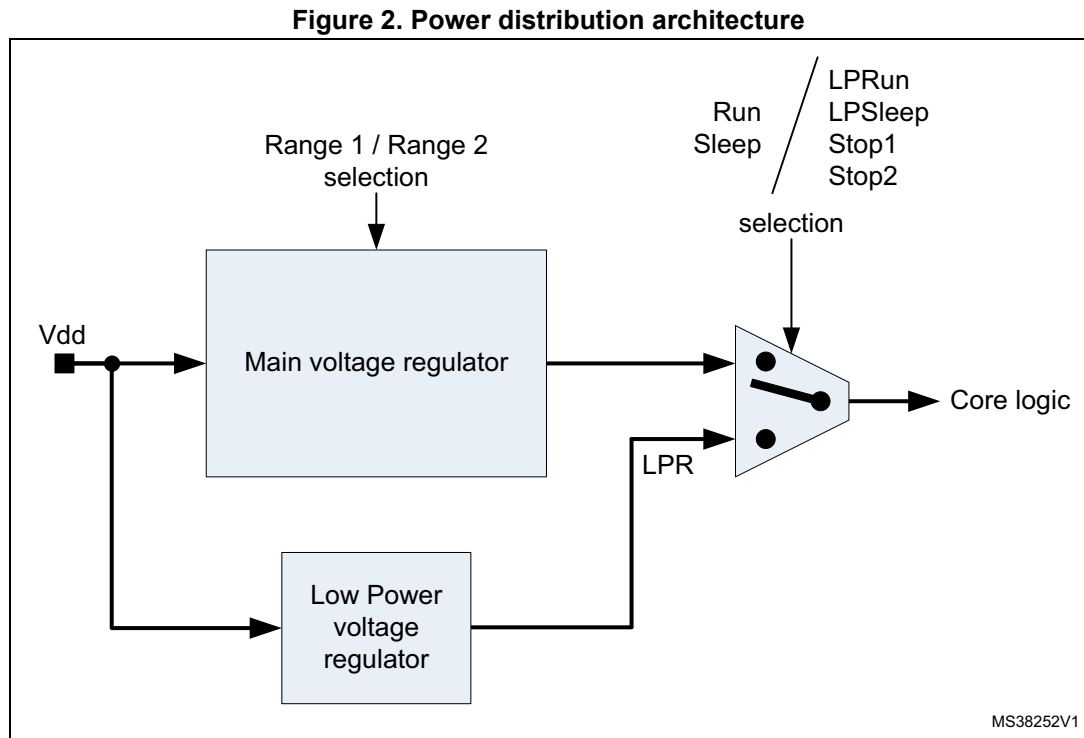 Figure 2. Power distribution architecture
Run
Sleep
LPRun
LPSleep
Stop1
Stop2
Range 1 / Range 2
selection
selection
Vdd
Main voltage regulator
Core logic
LPR
Low Power
voltage
regulator
MS38252V1